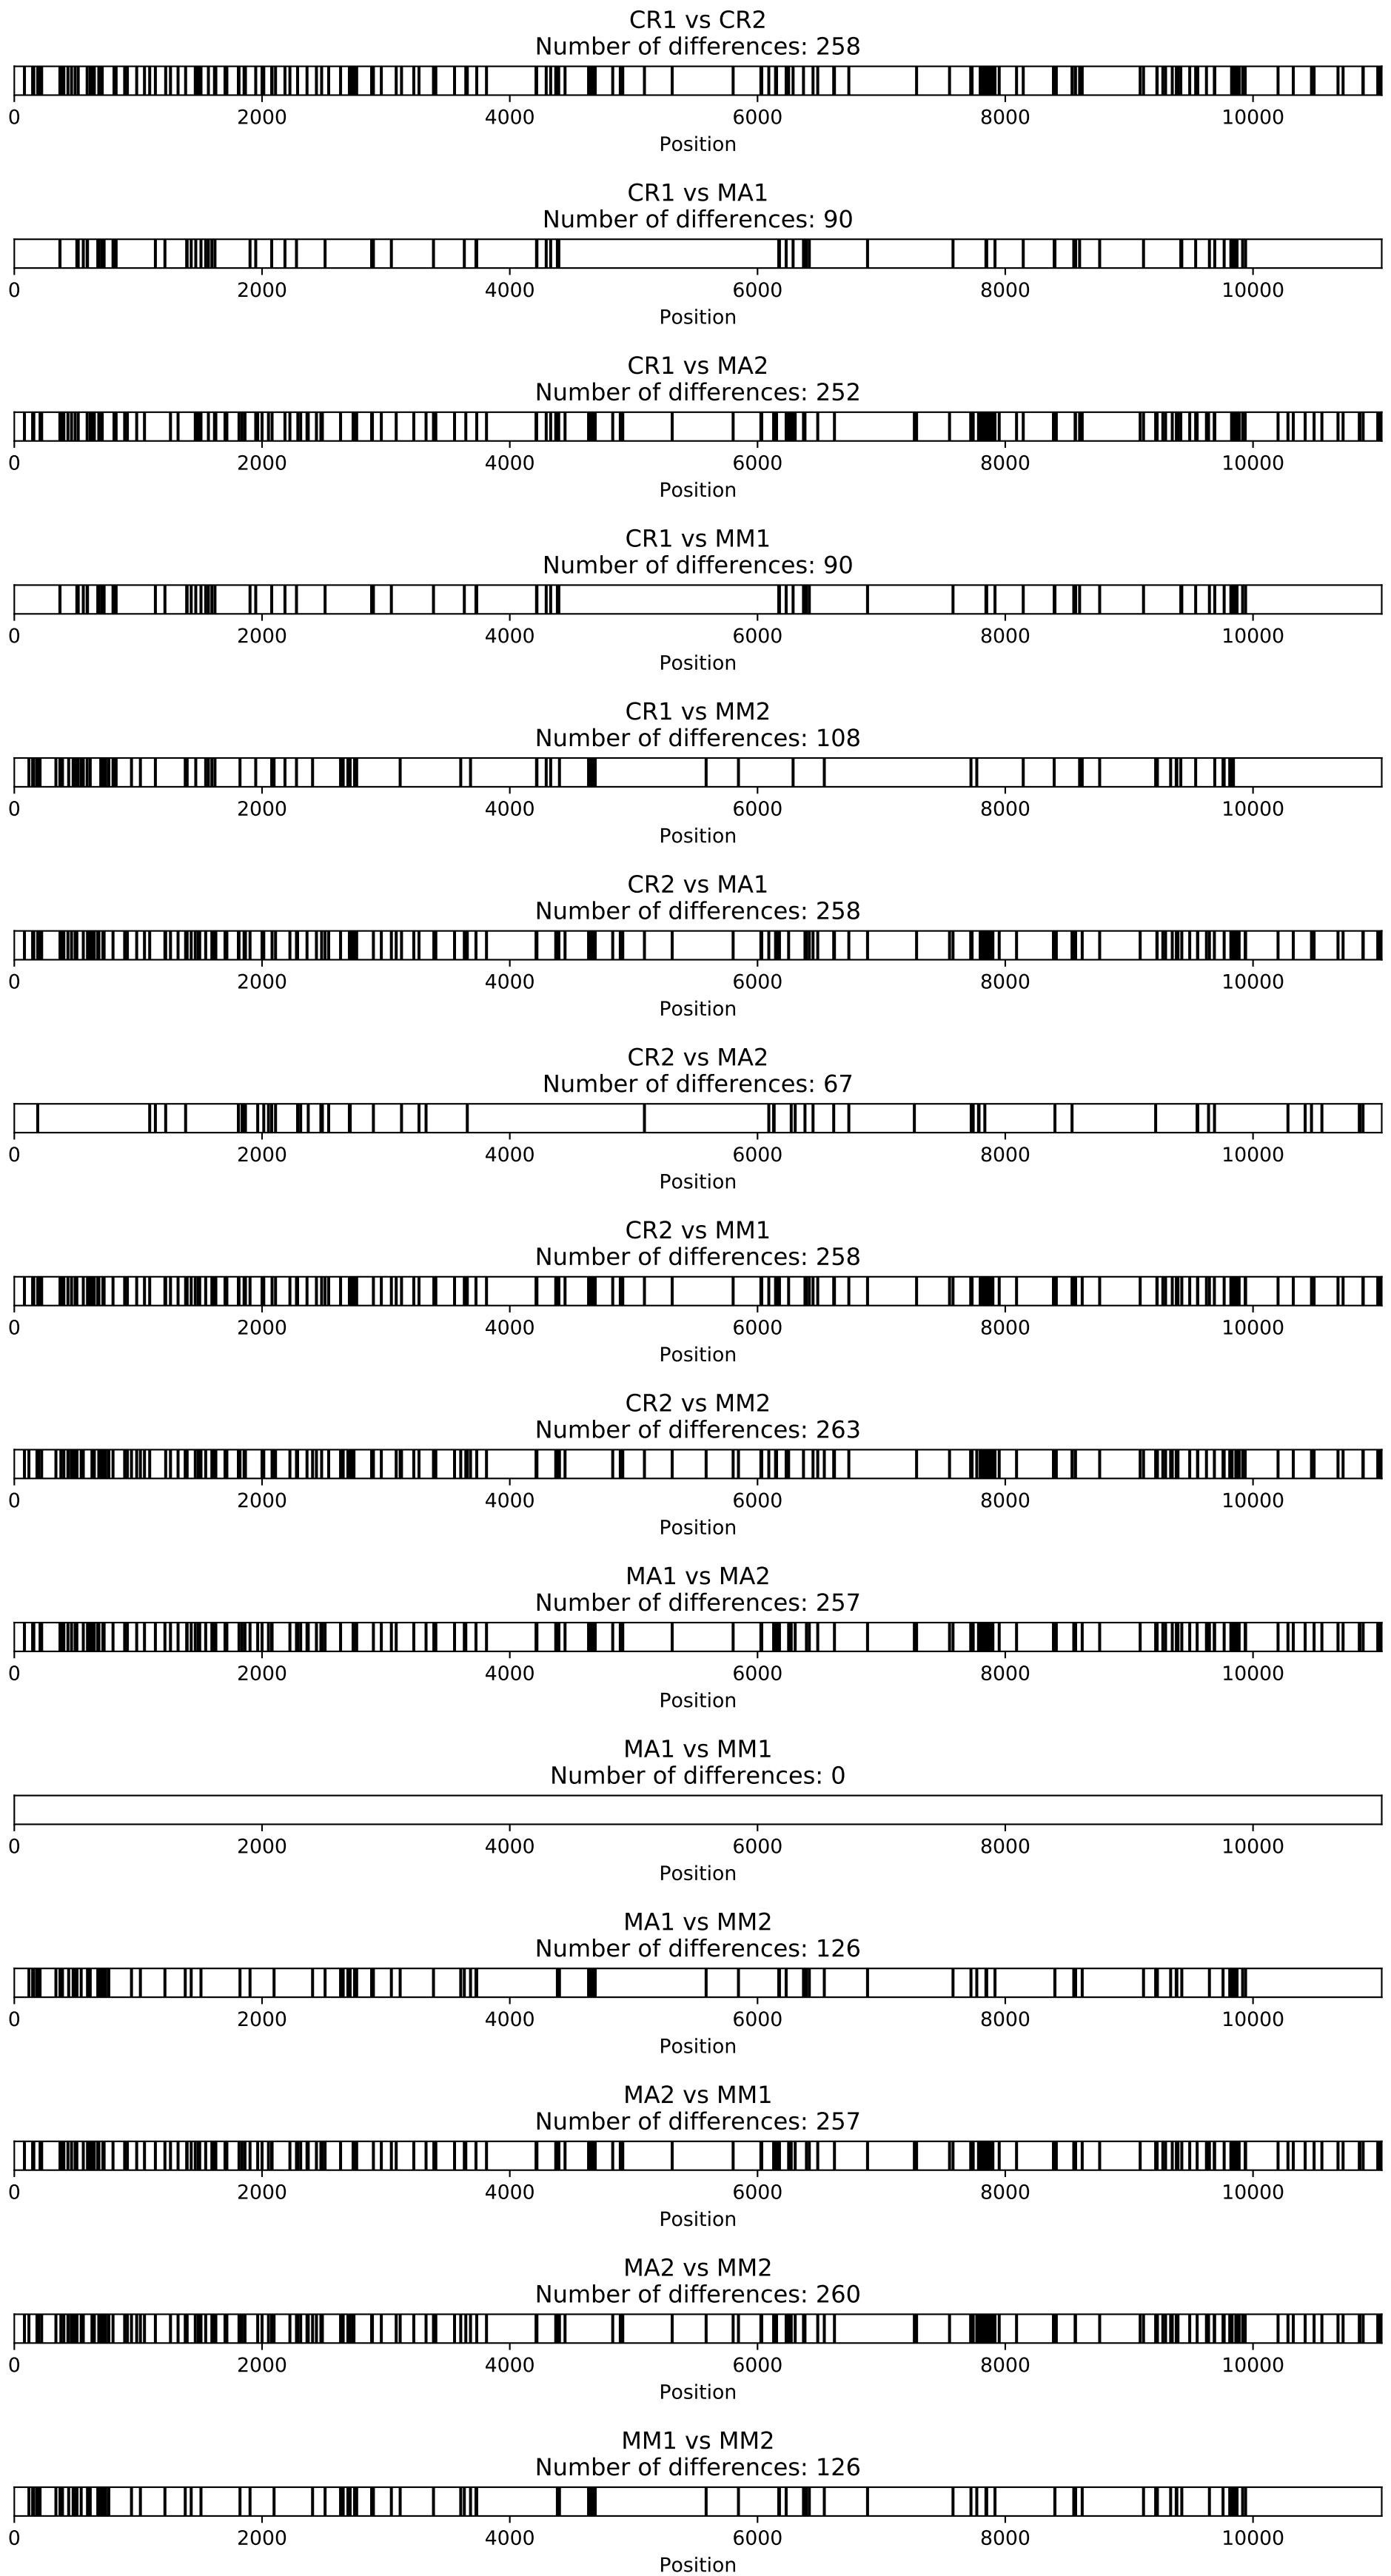 CR1 vs CR2
Number of differences: 258
0 2000 4000 6000 8000 10000
Position
CR1 vs MA1
Number of differences: 90
0 2000 4000 6000 8000 10000
Position
CR1 vs MA2
Number of differences: 252
0 2000 4000 6000 8000 10000
Position
CR1 vs MM1
Number of differences: 90
0 2000 4000 6000 8000 10000
Position
CR1 vs MM2
Number of differences: 108
0 2000 4000 6000 8000 10000
Position
CR2 vs MA1
Number of differences: 258
0 2000 4000 6000 8000 10000
Position
CR2 vs MA2
Number of differences: 67
0 2000 4000 6000 8000 10000
Position
CR2 vs MM1
Number of differences: 258
0 2000 4000 6000 8000 10000
Position
CR2 vs MM2
Number of differences: 263
0 2000 4000 6000 8000 10000
Position
MA1 vs MA2
Number of differences: 257
0 2000 4000 6000 8000 10000
Position
MA1 vs MM1
Number of differences: 0
0 2000 4000 6000 8000 10000
Position
MA1 vs MM2
Number of differences: 126
0 2000 4000 6000 8000 10000
Position
MA2 vs MM1
Number of differences: 257
0 2000 4000 6000 8000 10000
Position
MA2 vs MM2
Number of differences: 260
0 2000 4000 6000 8000 10000
Position
MM1 vs MM2
Number of differences: 126
0 2000 4000 6000 8000 10000
Position